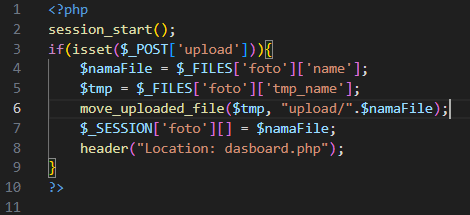 1 <?php
2 session_start();
3 if(isset($_POST['upload'])){
4     $namaFile = $_FILES['foto']['name'];
5     $tmp = $_FILES['foto']['tmp_name'];
6     move_uploaded_file($tmp, "upload/".$namaFile);
7     $_SESSION['foto'][] = $namaFile;
8     header("Location: dasboard.php");
9 }
10 ?>
11